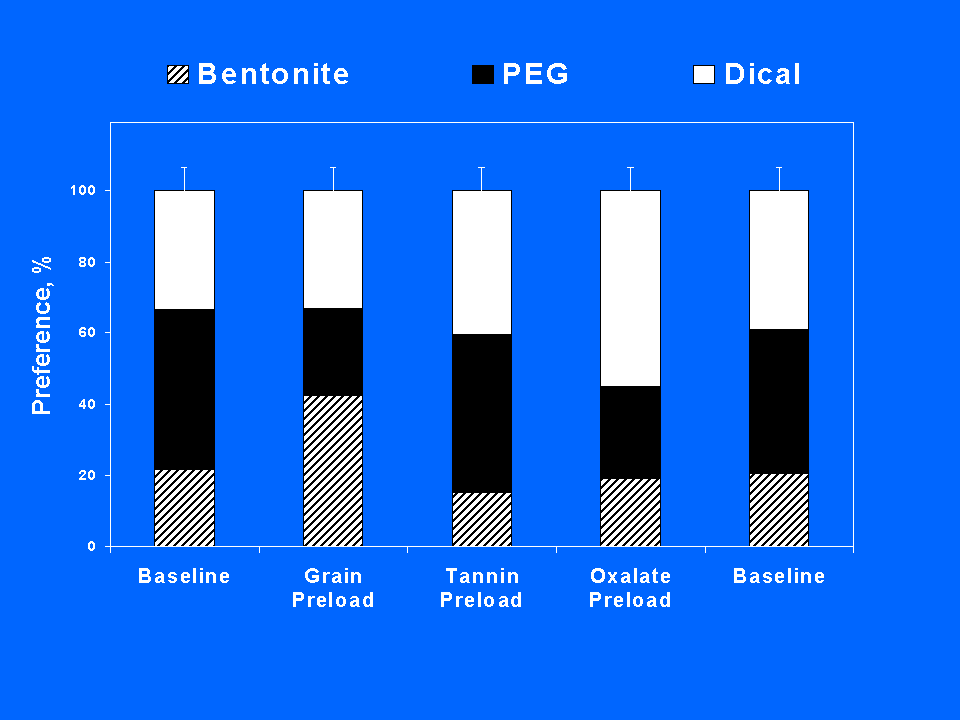 Bentonite PEG Dical
Preference, %
100
80
60
40
20
0
Baseline Grain Tannin Oxalate Baseline
Preload Preload Preload